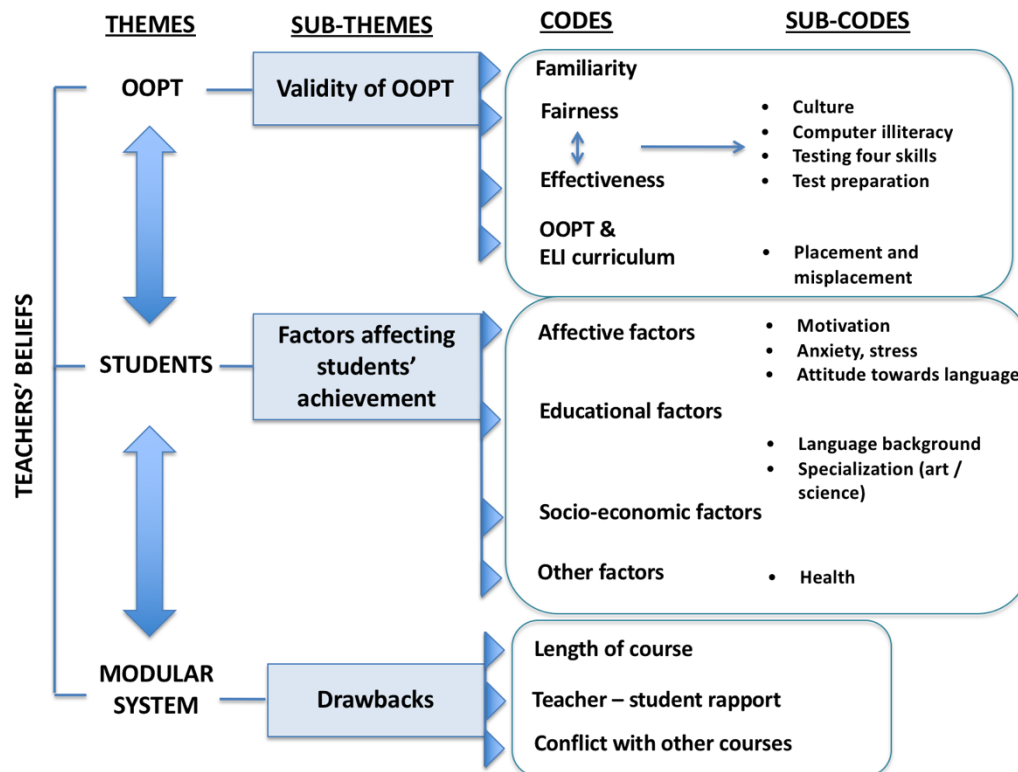 THEMES
SUB-THEMES
CODES
SUB-CODES
TEACHERS' BELIEFS
OOPT
Validity of OOPT
Familiarity
Fairness
Effectiveness
• Culture
• Computer illiteracy
• Testing four skills
• Test preparation
OOPT &
ELI curriculum
• Placement and
misplacement
STUDENTS
Factors affecting
students'
achievement
Affective factors
• Motivation
• Anxiety, stress
• Attitude towards language
Educational factors
• Language background
• Specialization (art /
science)
Socio-economic factors
Other factors
• Health
MODULAR
SYSTEM
Drawbacks
Length of course
Teacher – student rapport
Conflict with other courses